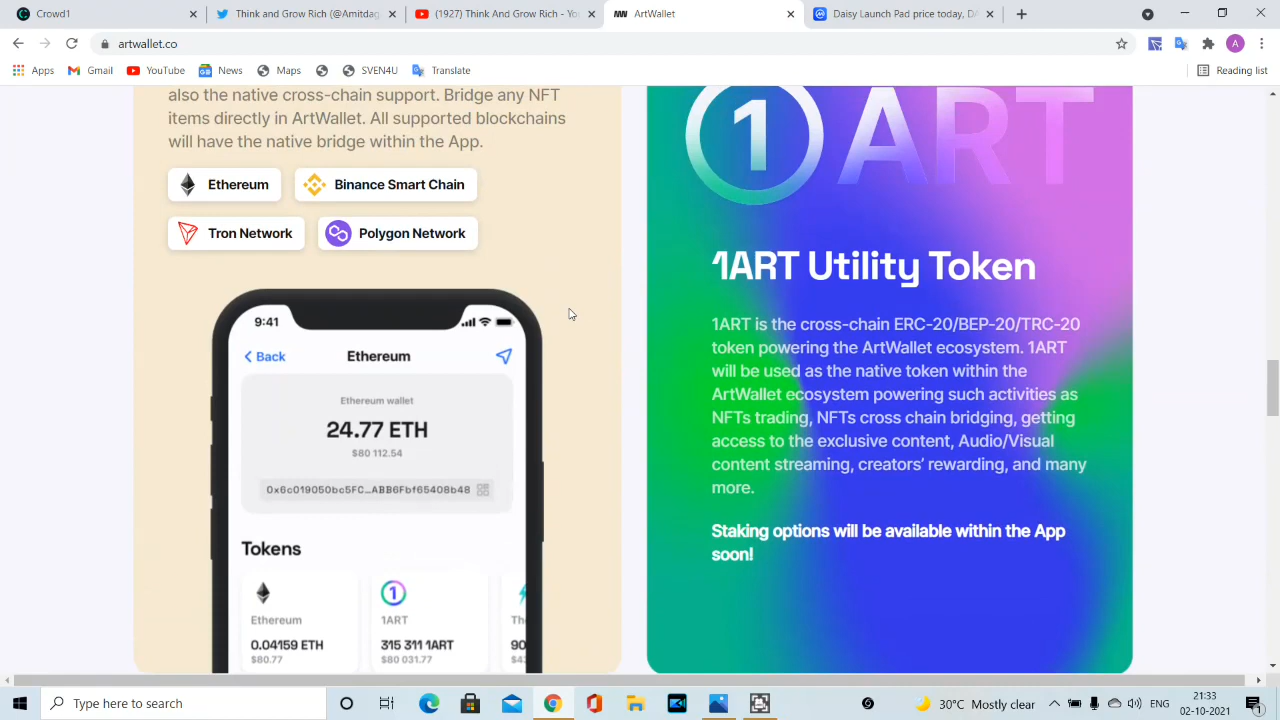 Crowd1
Think and Grow Rich (@Amitdag
(1927) Think And Grow Rich - Yo
ArtWallet
Daisy Launch Pad price today, DA
artwallet.co
Apps
Gmail
YouTube
News
Maps
SVEN4U
Translate
Reading list
also the native cross-chain support. Bridge any NFT
items directly in ArtWallet. All supported blockchains
will have the native bridge within the App.
Ethereum
Binance Smart Chain
Tron Network
Polygon Network
9:41
Back
Ethereum
Ethereum wallet
24.77 ETH
$80 112.54
0x6c019050bc5FC...ABB6Fbf65408b48
Tokens
Ethereum
0.04159 ETH
$80.77
1ART
315 311 1ART
$80 031.77
Th
90
$4
1 ART
1ART Utility Token
1ART is the cross-chain ERC-20/BEP-20/TRC-20
token powering the ArtWallet ecosystem. 1ART
will be used as the native token within the
ArtWallet ecosystem powering such activities as
NFTs trading, NFTs cross chain bridging, getting
access to the exclusive content, Audio/Visual
content streaming, creators' rewarding, and many
more.
Staking options will be available within the App
soon!
Type here to search
30°C Mostly clear
ENG
21:33
02-10-2021